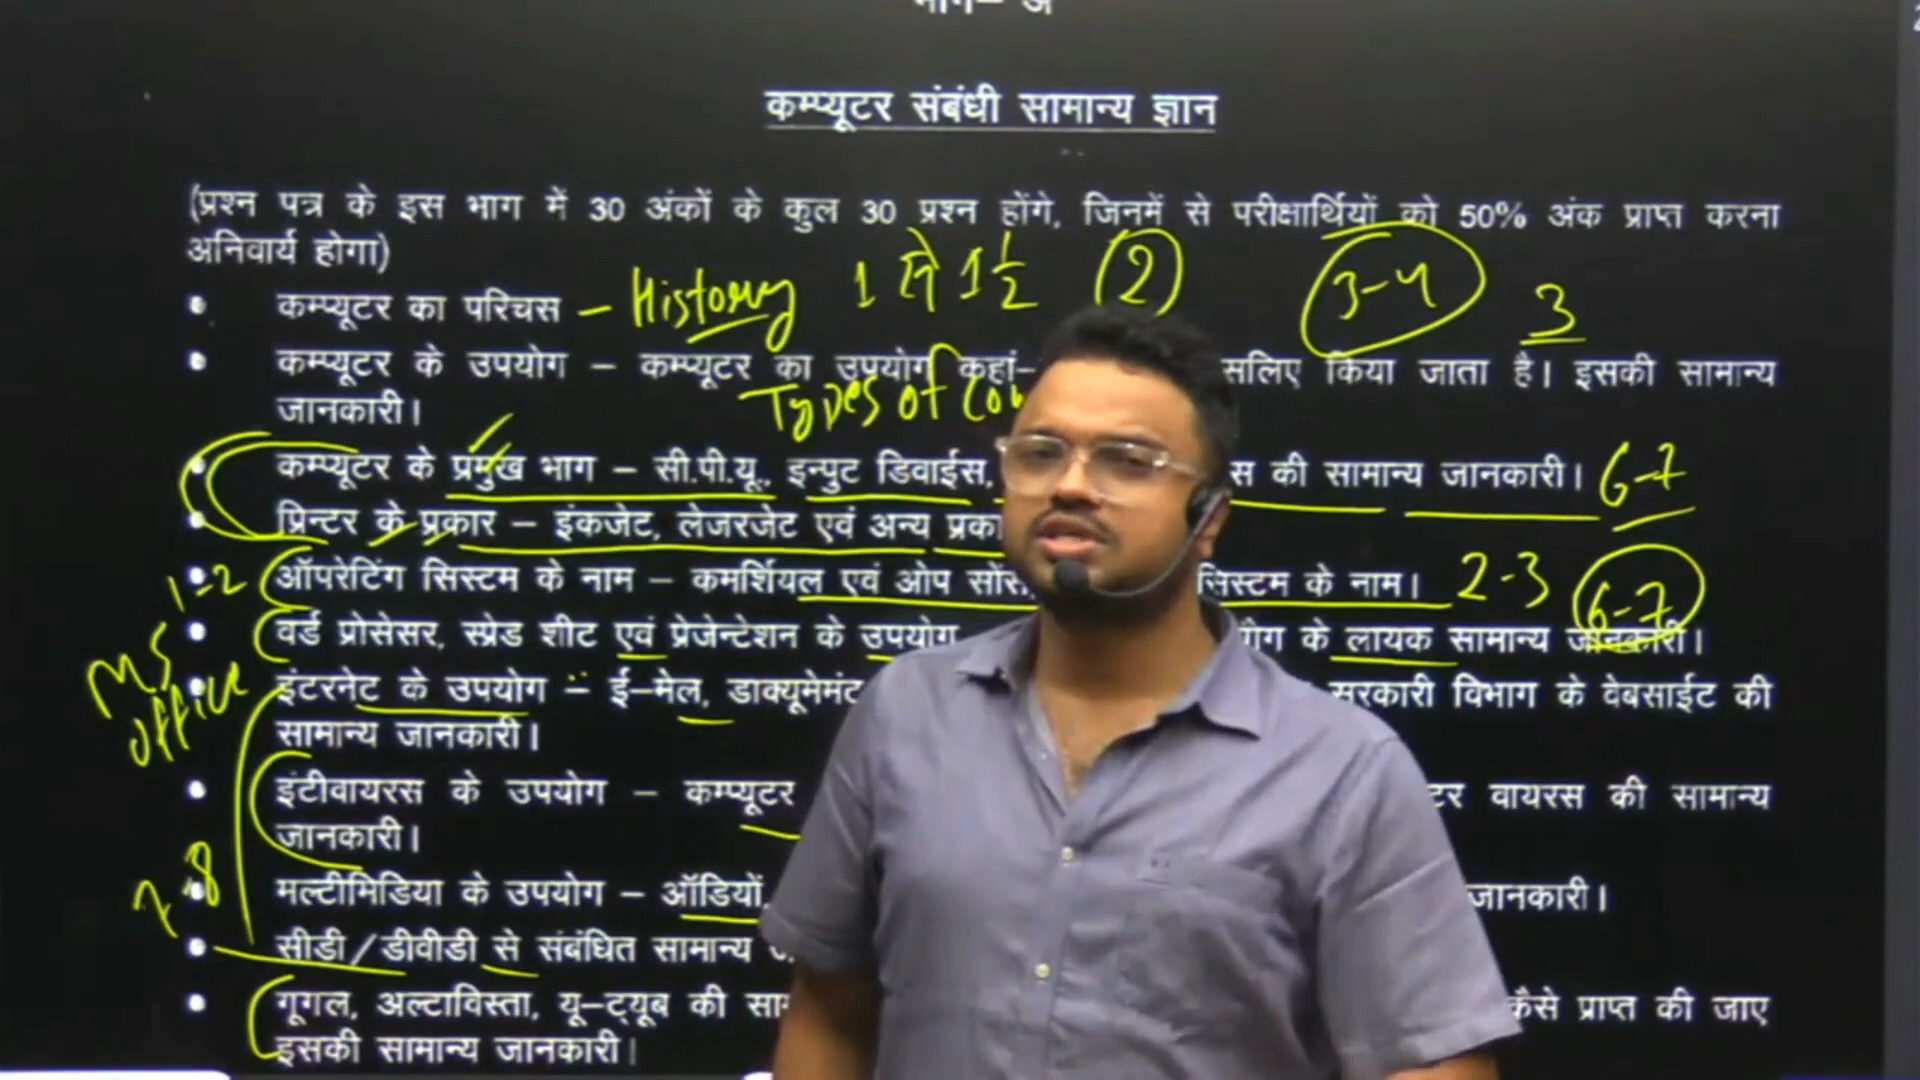 भाग– अ
कम्प्यूटर संबंधी सामान्य ज्ञान
(प्रश्न पत्र के इस भाग में 30 अंकों के कुल 30 प्रश्न होंगे, जिनमें से परीक्षार्थियों को 50% अंक प्राप्त करना
अनिवार्य होगा)
• कम्प्यूटर का परिचस – History 1 से 1 1/2 2 3-4 3
• कम्प्यूटर के उपयोग – कम्प्यूटर का उपयोग कहां– सलिए किया जाता है। इसकी सामान्य
जानकारी।
Types of Com
• कम्प्यूटर के प्रमुख भाग – सी.पी.यू., इन्पुट डिवाईस, स की सामान्य जानकारी। 6-7
• प्रिन्टर के प्रकार – इंकजेट, लेजरजेट एवं अन्य प्रका
1-2 • ऑपरेटिंग सिस्टम के नाम – कमर्शियल एवं ओप सोंर्स सिस्टम के नाम। 2-3 6-7
• वर्ड प्रोसेसर, स्प्रेड शीट एवं प्रेजेन्टेशन के उपयोग के लायक सामान्य जानकारी।
MS
office
• इंटरनेट के उपयोग – ई–मेल, डाक्यूमेमंट सरकारी विभाग के वेबसाईट की
सामान्य जानकारी।
• इंटीवायरस के उपयोग – कम्प्यूटर टर वायरस की सामान्य
जानकारी।
7-8
• मल्टीमिडिया के उपयोग – ऑडियों, जानकारी।
• सीडी/डीवीडी से संबंधित सामान्य
• गूगल, अल्टाविस्ता, यू–ट्यूब की कैसे प्राप्त की जाए
इसकी सामान्य जानकारी।